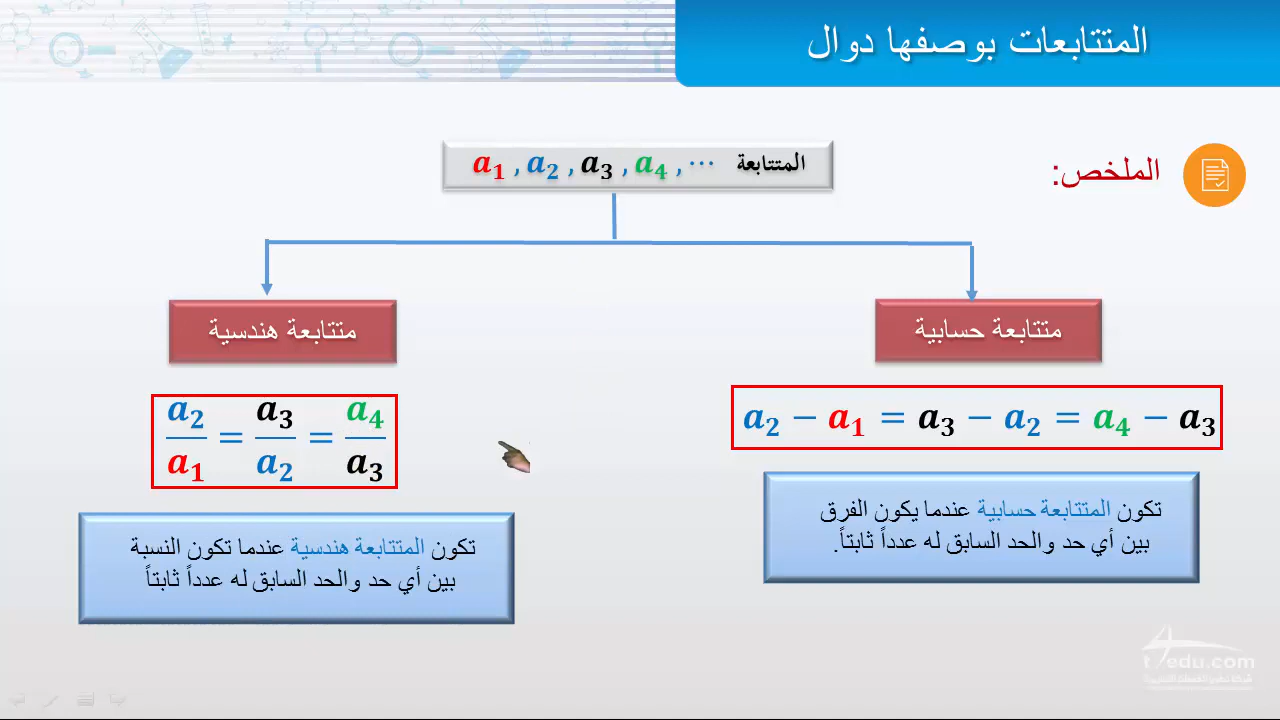 المتتابعات بوصفها دوال
الملخص:
المتتابعة a₁ , a₂ , a₃ , a₄ , ⋯
متتابعة حسابية
a₂ − a₁ = a₃ − a₂ = a₄ − a₃
تكون المتتابعة حسابية عندما يكون الفرق
بين أي حد والحد السابق له عدداً ثابتاً.
متتابعة هندسية
a₂/a₁ = a₃/a₂ = a₄/a₃
تكون المتتابعة هندسية عندما تكون النسبة
بين أي حد والحد السابق له عدداً ثابتاً
t4edu.com